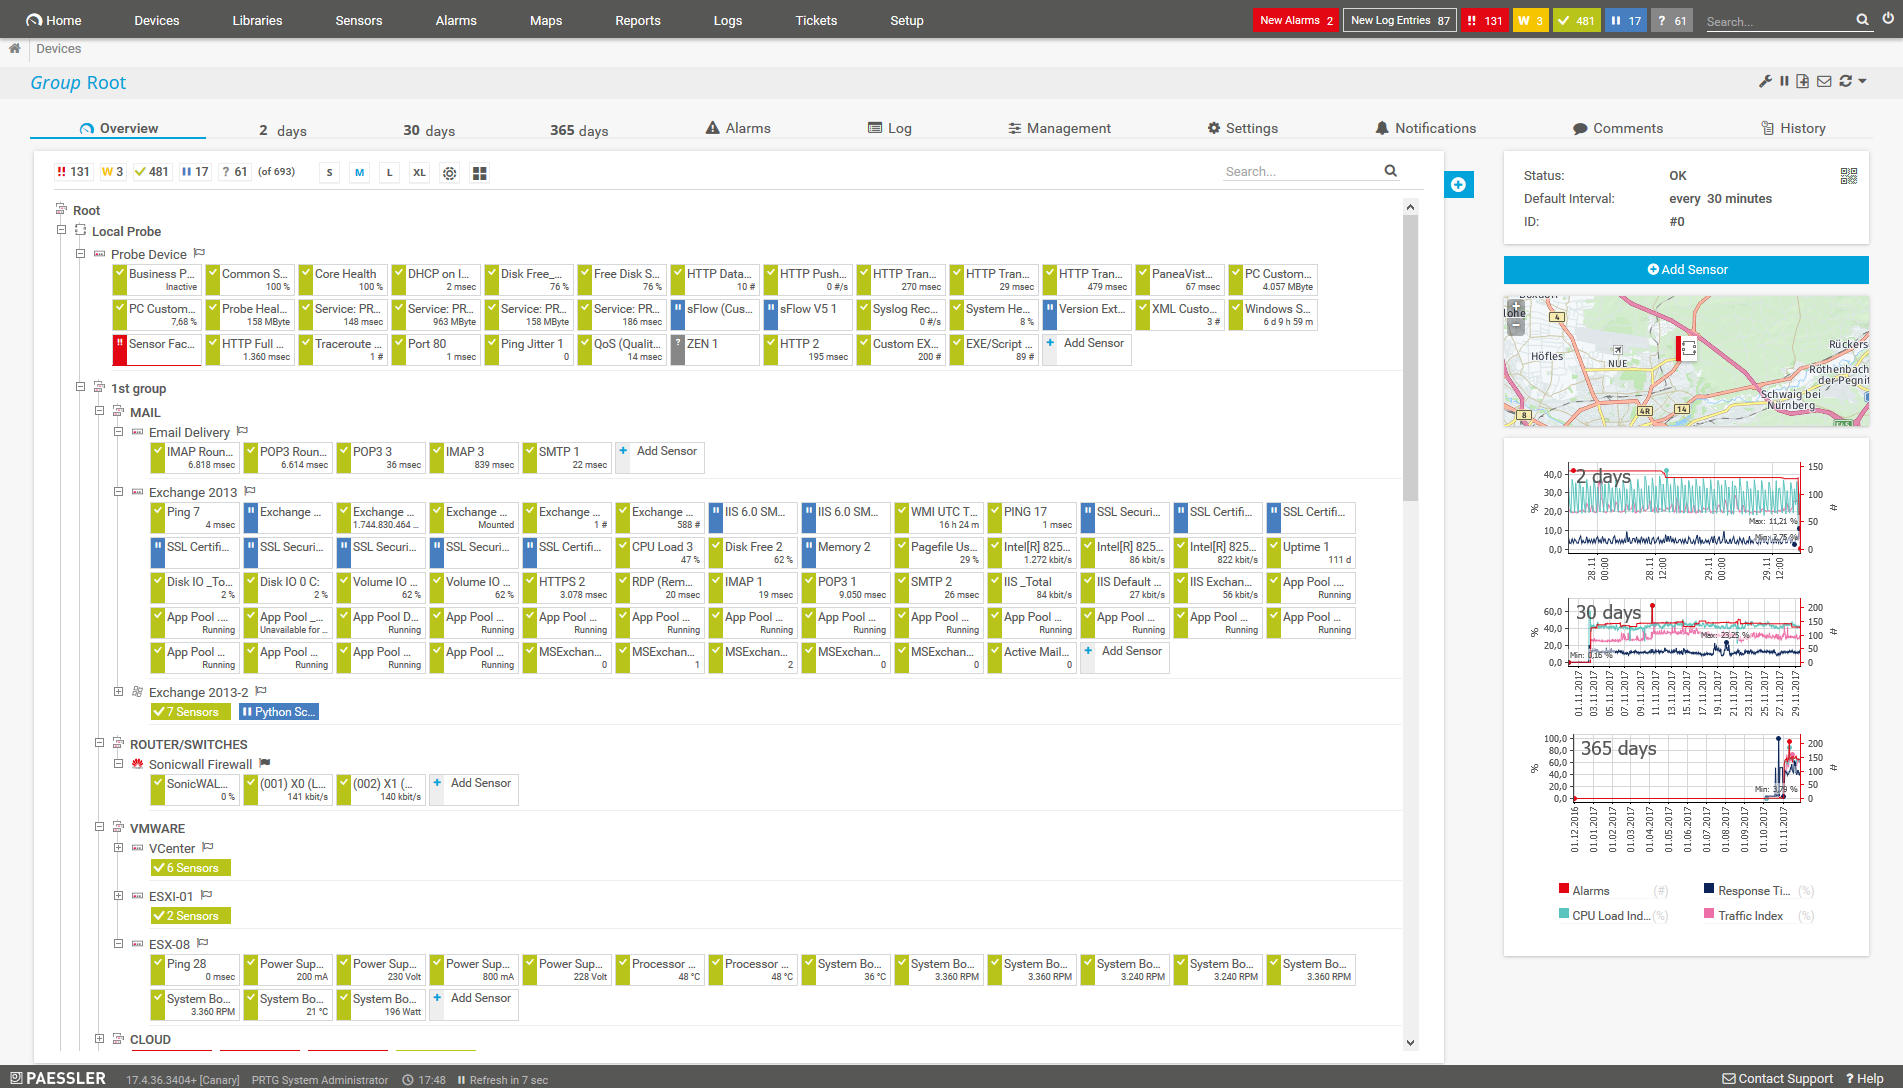 Home Devices Libraries Sensors Alarms Maps Reports Logs Tickets Setup New Alarms 2 New Log Entries 87 !! 131 W 3 481 17 ? 61 Search...
Devices
Group Root
Overview 2 days 30 days 365 days Alarms Log Management Settings Notifications Comments History
!! 131 W 3 481 17 ? 61 (of 693) S M L XL Search...
Root
Local Probe
Probe Device
Business P... Common S... Core Health DHCP on I... Disk Free_... Free Disk S... HTTP Data... HTTP Push... HTTP Tran... HTTP Tran... HTTP Tran... PaneaVist... PC Custom...
Inactive 100 % 100 % 2 msec 76 % 76 % 10 # 0 #/s 270 msec 29 msec 479 msec 67 msec 4.057 MByte
PC Custom... Probe Heal... Service: PR... Service: PR... Service: PR... Service: PR... sFlow (Cus... sFlow V5 1 Syslog Rec... System He... Version Ext... XML Custo... Windows S...
7,68 % 158 MByte 148 msec 963 MByte 158 MByte 186 msec 0 #/s 8 % 3 # 6 d 9 h 59 m
Sensor Fac... HTTP Full ... Traceroute ... Port 80 Ping Jitter 1 QoS (Qualit... ZEN 1 HTTP 2 Custom EX... EXE/Script ... Add Sensor
1.360 msec 1 # 1 msec 0 14 msec 195 msec 200 # 89 #
1st group
MAIL
Email Delivery
IMAP Roun... POP3 Roun... POP3 3 IMAP 3 SMTP 1 Add Sensor
6.818 msec 6.614 msec 36 msec 839 msec 22 msec
Exchange 2013
Ping 7 Exchange ... Exchange ... Exchange ... Exchange ... Exchange ... IIS 6.0 SM... IIS 6.0 SM... WMI UTC T... PING 17 SSL Securi... SSL Certifi... SSL Certifi...
4 msec 1.744.830.464 ... Mounted 1 # 588 # 16 h 24 m 1 msec
SSL Certifi... SSL Securi... SSL Securi... SSL Securi... SSL Certifi... CPU Load 3 Disk Free 2 Memory 2 Pagefile Us... Intel[R] 825... Intel[R] 825... Intel[R] 825... Uptime 1
47 % 62 % 29 % 1.272 kbit/s 86 kbit/s 822 kbit/s 111 d
Disk IO _To... Disk IO 0 C: Volume IO ... Volume IO ... HTTPS 2 RDP (Rem... IMAP 1 POP3 1 SMTP 2 IIS _Total IIS Default ... IIS Exchan... App Pool ....
2 % 2 % 62 % 62 % 3.078 msec 20 msec 19 msec 9.050 msec 26 msec 84 kbit/s 27 kbit/s 56 kbit/s Running
App Pool .... App Pool _... App Pool D... App Pool ... App Pool ... App Pool ... App Pool ... App Pool ... App Pool ... App Pool ... App Pool ... App Pool ... App Pool ...
Running Unavailable for ... Running Running Running Running Running Running Running Running Running Running Running
App Pool ... App Pool ... App Pool ... App Pool ... MSExchan... MSExchan... MSExchan... MSExchan... MSExchan... Active Mail... Add Sensor
Running Running Running Running 0 1 2 0 0 0
Exchange 2013-2
7 Sensors Python Sc...
ROUTER/SWITCHES
Sonicwall Firewall
SonicWAL... (001) X0 (L... (002) X1 (... Add Sensor
0 % 141 kbit/s 140 kbit/s
VMWARE
VCenter
6 Sensors
ESXI-01
2 Sensors
ESX-08
Ping 28 Power Sup... Power Sup... Power Sup... Power Sup... Processor ... Processor ... System Bo... System Bo... System Bo... System Bo... System Bo... System Bo...
0 msec 200 mA 230 Volt 800 mA 228 Volt 48 °C 48 °C 36 °C 3.360 RPM 3.360 RPM 3.240 RPM 3.240 RPM 3.360 RPM
System Bo... System Bo... System Bo... Add Sensor
3.360 RPM 21 °C 196 Watt
CLOUD
Status: OK
Default Interval: every 30 minutes
ID: #0
Add Sensor
lohe
4
Höfles
NUE
Rückers
Röthenbach
der-Pegnit
Schwaig bei
Nürnberg
8 4R 14
2 days
40,0 30,0 20,0 10,0 0,0
%
150 100 50 0
#
Max: 11,21 %
28.11 00:00 28.11 12:00 29.11 00:00 29.11 12:00
30 days
60,0 40,0 20,0 0,0
%
200 150 100 50 0
#
Max: 23,25 %
Min: 0,16 %
01.11.2017 03.11.2017 05.11.2017 07.11.2017 09.11.2017 11.11.2017 13.11.2017 15.11.2017 17.11.2017 19.11.2017 21.11.2017 23.11.2017 25.11.2017 27.11.2017 29.11.2017
365 days
100,0 80,0 60,0 40,0 20,0 0,0
%
200 150 100 50 0
#
Min: 3,79 %
01.12.2016 01.01.2017 01.02.2017 01.03.2017 01.04.2017 01.05.2017 01.06.2017 01.07.2017 01.08.2017 01.09.2017 01.10.2017 01.11.2017
Alarms (#) Response Ti... (%)
CPU Load Ind... (%) Traffic Index (%)
PAESSLER 17.4.36.3404+ [Canary] PRTG System Administrator 17:48 Refresh in 7 sec Contact Support ? Help